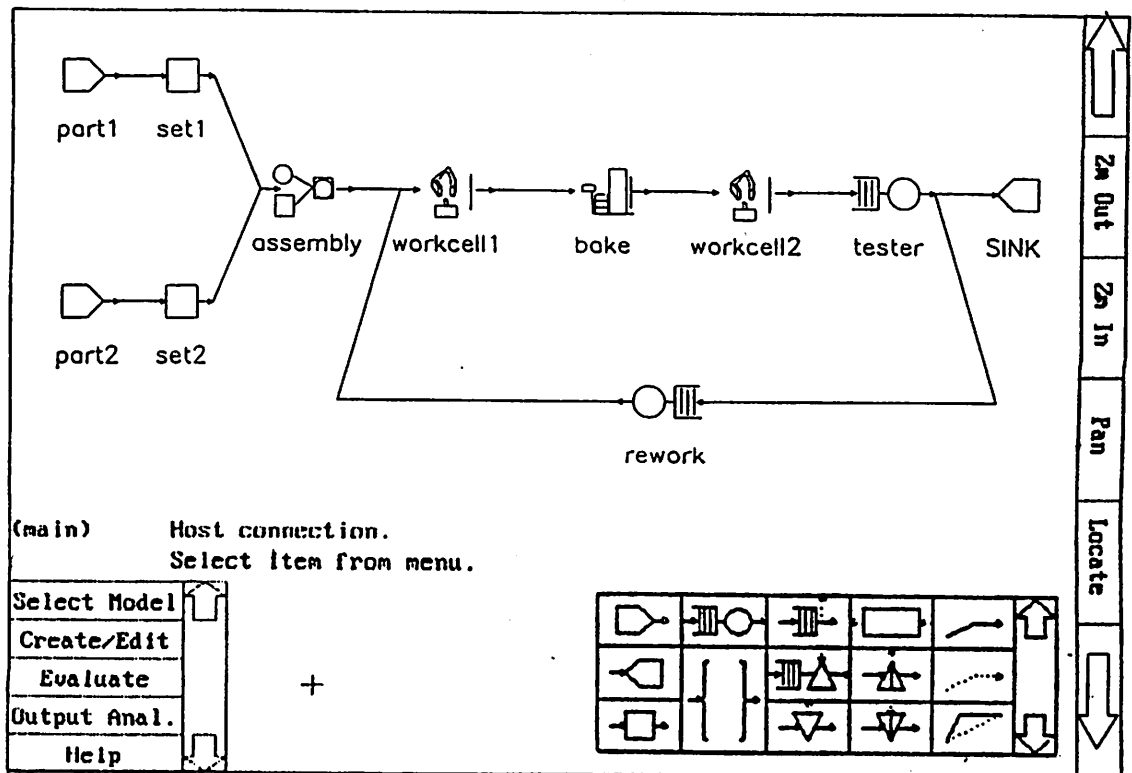 part1
set1
assembly
workcell1
bake
workcell2
tester
SINK
part2
set2
rework
(main) Host connection.
Select item from menu.
Select Model
Create/Edit
Evaluate
Output Anal.
Help
Zm Out
Zm In
Pan
Locate